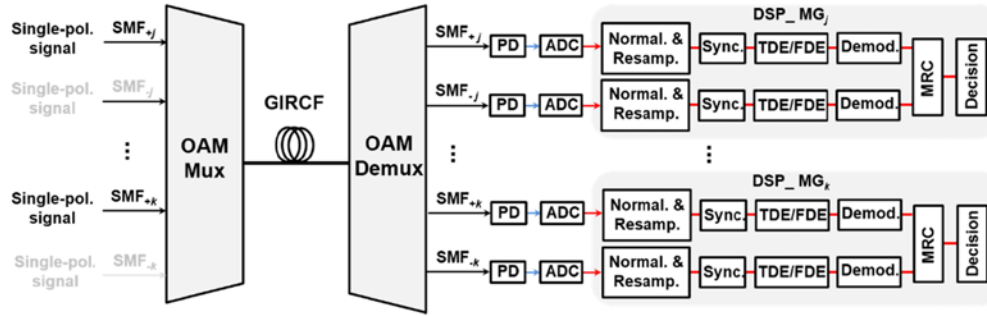 DSP_ MGj
Single-pol.
signal
SMF+j
SMF+j
PD
ADC
Normal. &
Resamp.
Sync.
TDE/FDE
Demod.
Single-pol.
signal
SMF-j
SMF-j
PD
ADC
Normal. &
Resamp.
Sync.
TDE/FDE
Demod.
MRC
Decision
GIRCF
OAM
Mux
OAM
Demux
...
...
...
DSP_ MGk
Single-pol.
signal
SMF+k
SMF+k
PD
ADC
Normal. &
Resamp.
Sync.
TDE/FDE
Demod.
Single-pol.
signal
SMF-k
SMF-k
PD
ADC
Normal. &
Resamp.
Sync.
TDE/FDE
Demod.
MRC
Decision